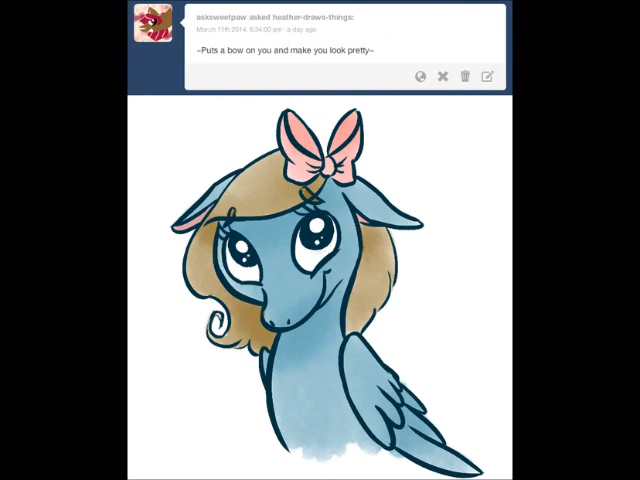 asksweetpaw asked heather-draws-things:
March 11th 2014, 6:34:00 am · a day ago
~Puts a bow on you and make you look pretty~